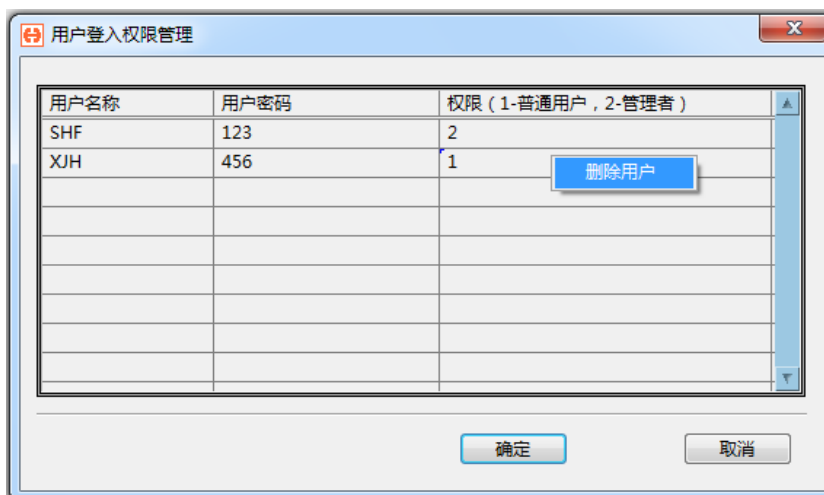 用户登入权限管理
用户名称 用户密码 权限（1-普通用户，2-管理者）
SHF 123 2
XJH 456 1
删除用户
确定 取消